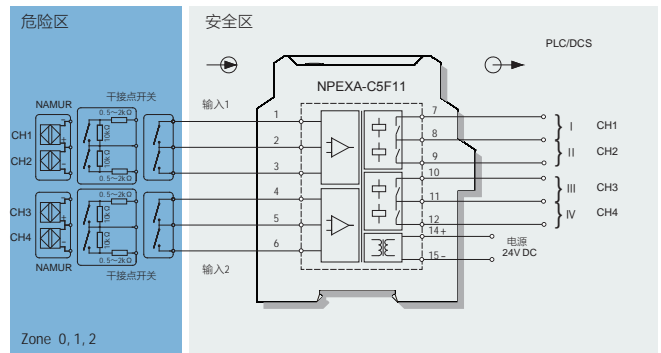 危险区
安全区
PLC/DCS
NPEXA-C5F11
NAMUR
干接点开关
输入1
0.5~2kΩ
10kΩ
10kΩ
0.5~2kΩ
CH1
CH2
1
2
3
7
8
9
I
CH1
II
CH2
10
11
12
III
CH3
IV
CH4
0.5~2kΩ
10kΩ
10kΩ
0.5~2kΩ
CH3
CH4
4
5
6
14+
15-
电源
24V DC
NAMUR
干接点开关
输入2
Zone 0, 1, 2